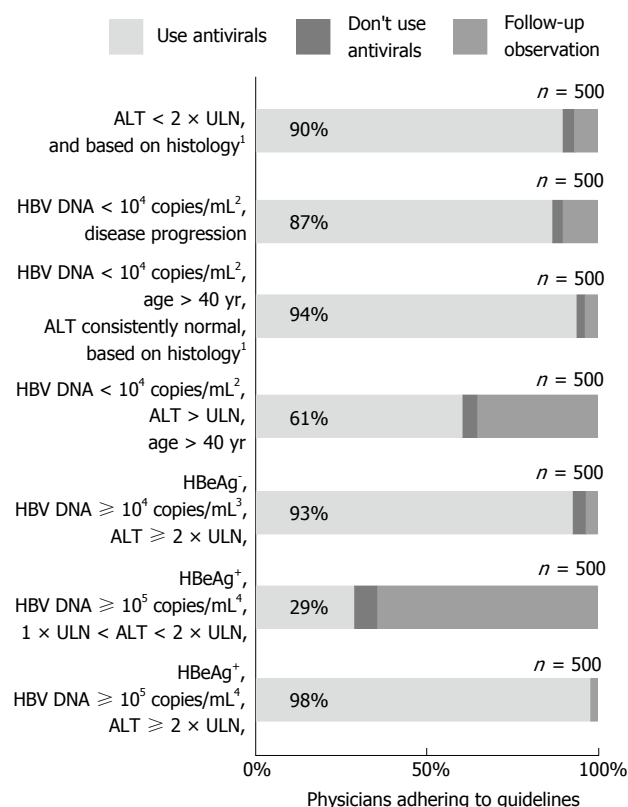 Use antivirals
Don't use
antivirals
Follow-up
observation
n = 500
ALT < 2 × ULN,
and based on histology¹
90%
n = 500
HBV DNA < 10⁴ copies/mL²,
disease progression
87%
n = 500
HBV DNA < 10⁴ copies/mL²,
age > 40 yr,
ALT consistently normal,
based on histology¹
94%
n = 500
HBV DNA < 10⁴ copies/mL²,
ALT > ULN,
age > 40 yr
61%
n = 500
HBeAg⁻,
HBV DNA ⩾ 10⁴ copies/mL³,
ALT ⩾ 2 × ULN,
93%
n = 500
HBeAg⁺,
HBV DNA ⩾ 10⁵ copies/mL⁴,
1 × ULN < ALT < 2 × ULN,
29%
n = 500
HBeAg⁺,
HBV DNA ⩾ 10⁵ copies/mL⁴,
ALT ⩾ 2 × ULN,
98%
0% 50% 100%
Physicians adhering to guidelines